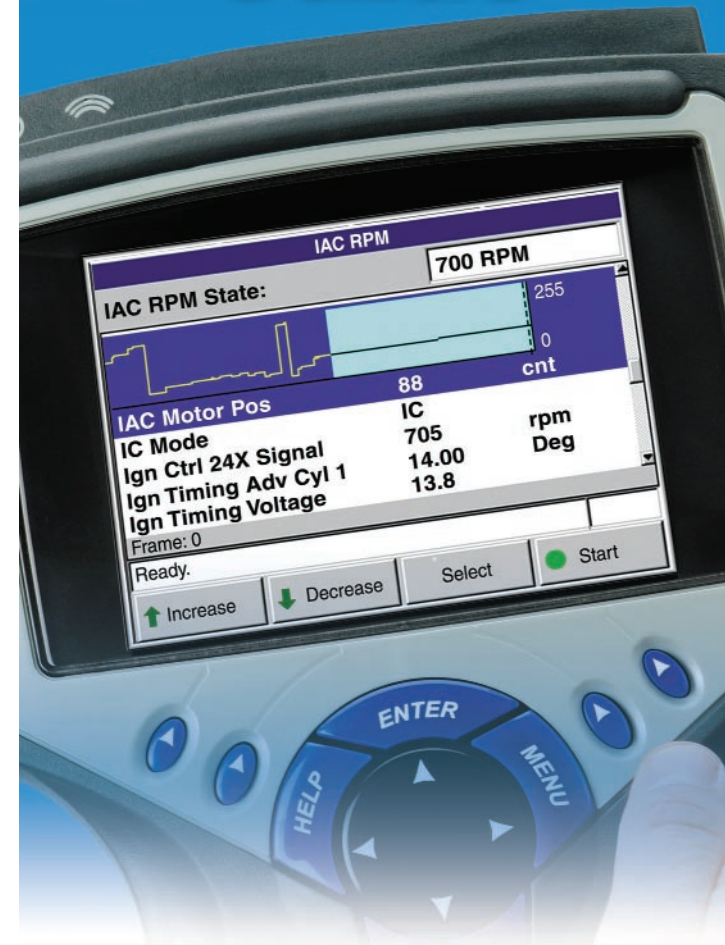 IAC RPM
IAC RPM State: 700 RPM
255
0
IAC Motor Pos 88 cnt
IC Mode IC
Ign Ctrl 24X Signal 705 rpm
Ign Timing Adv Cyl 1 14.00 Deg
Ign Timing Voltage 13.8
Frame: 0
Ready.
Increase Decrease Select Start
ENTER
HELP
MENU